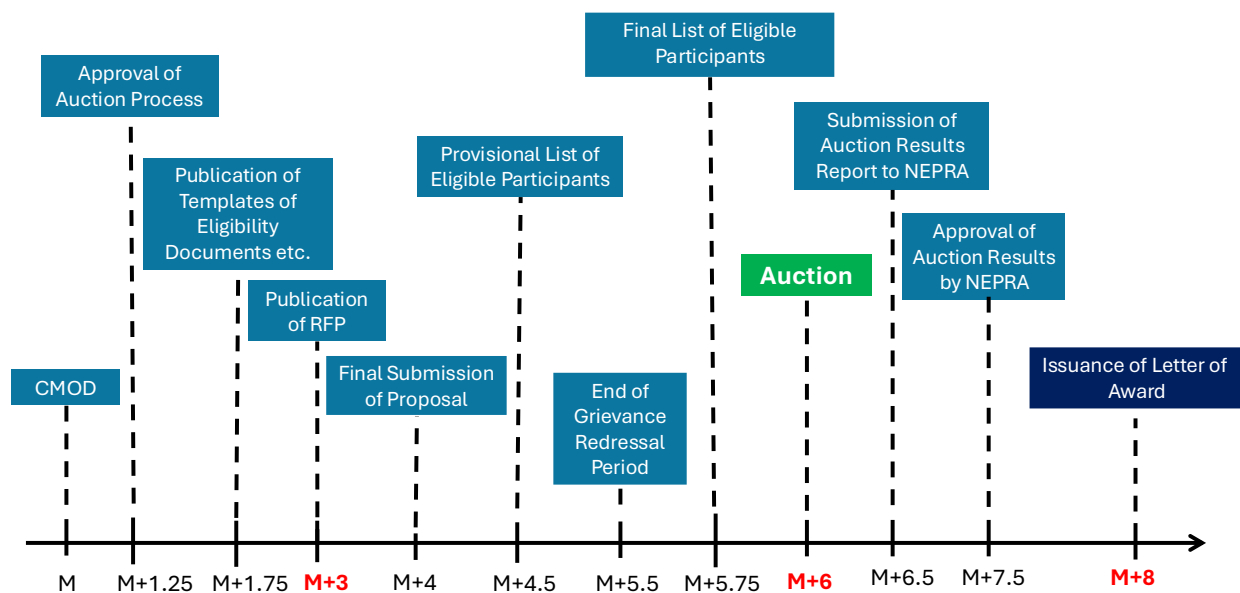 Approval of
Auction Process
Publication of
Templates of
Eligibility
Documents etc.
Publication
of RFP
CMOD
Final Submission
of Proposal
Provisional List of
Eligible Participants
End of
Grievance
Redressal
Period
Final List of Eligible
Participants
Auction
Submission of
Auction Results
Report to NEPRA
Approval of
Auction Results
by NEPRA
Issuance of Letter of
Award
M
M+1.25
M+1.75
M+3
M+4
M+4.5
M+5.5
M+5.75
M+6
M+6.5
M+7.5
M+8